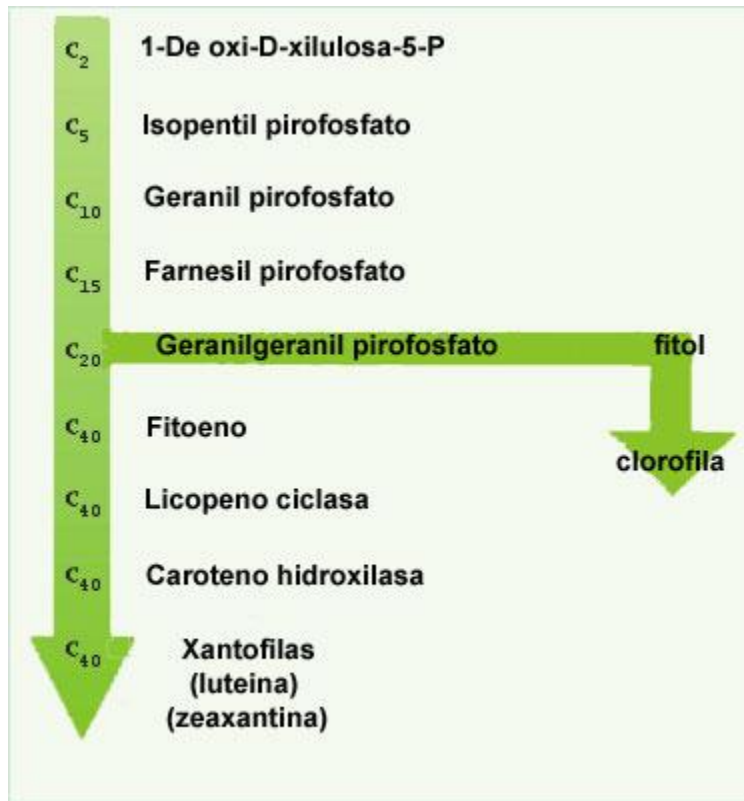 C2 1-De oxi-D-xilulosa-5-P
C5 Isopentil pirofosfato
C10 Geranil pirofosfato
C15 Farnesil pirofosfato
C20 Geranilgeranil pirofosfato fitol
C40 Fitoeno
clorofila
C40 Licopeno ciclasa
C40 Caroteno hidroxilasa
C40 Xantofilas
(luteina)
(zeaxantina)